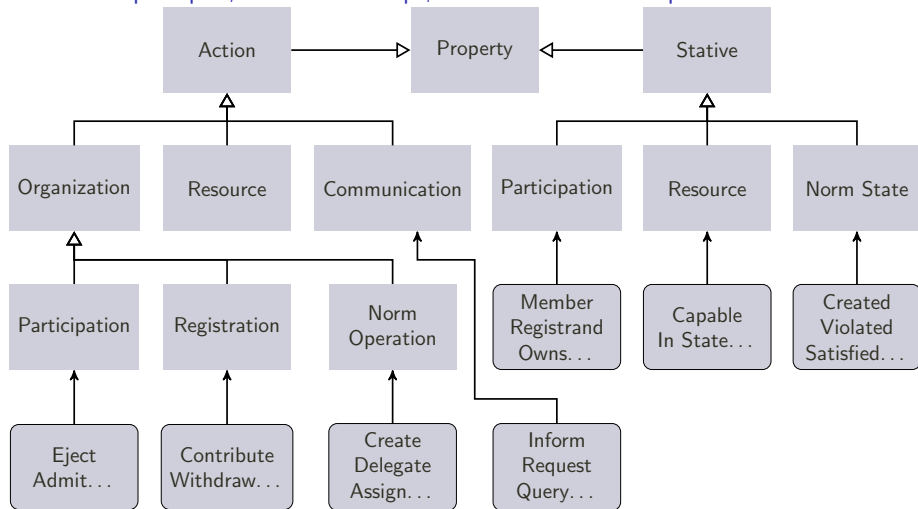 Action
Property
Stative
Organization
Resource
Communication
Participation
Resource
Norm State
Participation
Registration
Norm
Operation
Member
Registrand
Owns...
Capable
In State...
Created
Violated
Satisfied...
Eject
Admit...
Contribute
Withdraw...
Create
Delegate
Assign...
Inform
Request
Query...